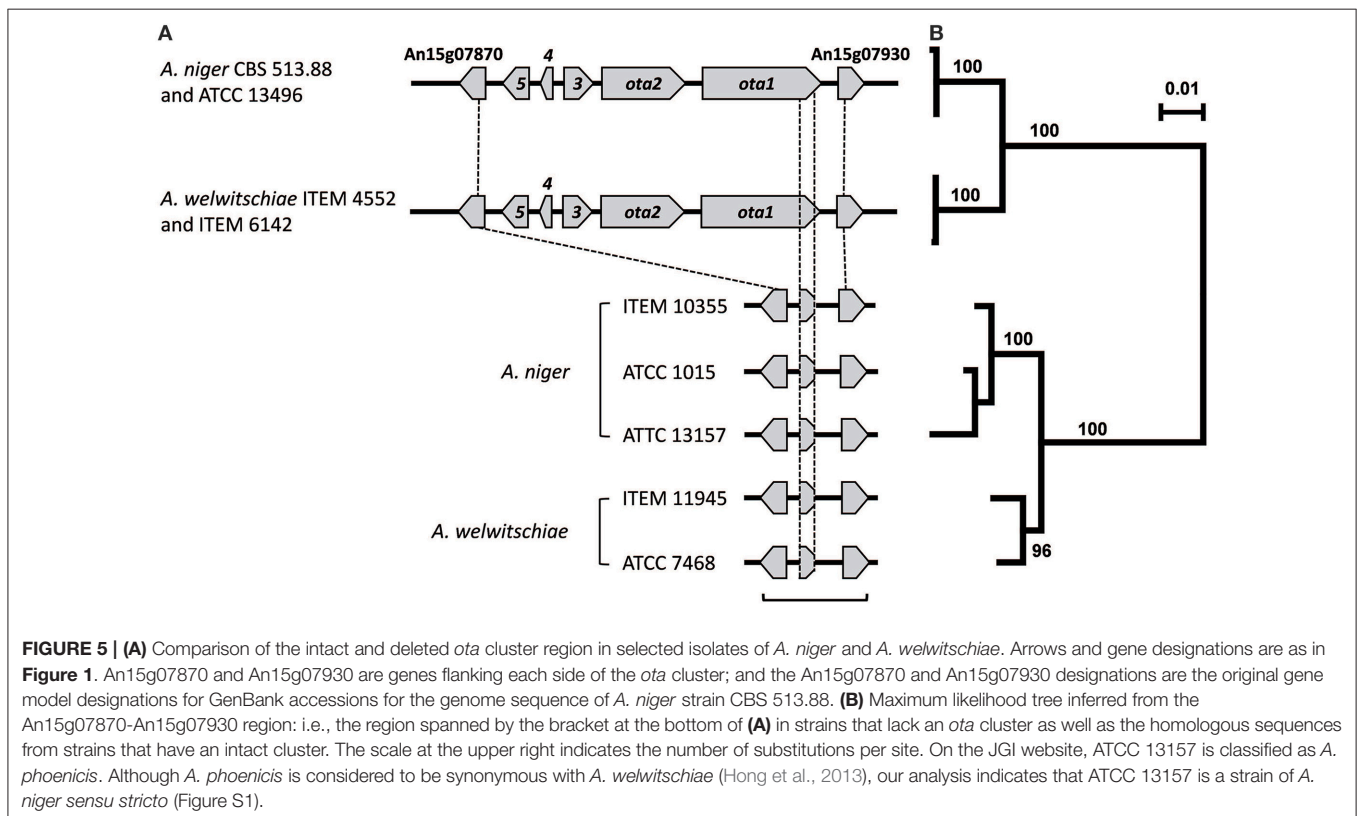 A
B
An15g07870
4
An15g07930
A. niger CBS 513.88
and ATCC 13496
5
3
ota2
ota1
100
0.01
100
A. welwitschiae ITEM 4552
and ITEM 6142
4
5
3
ota2
ota1
100
ITEM 10355
100
A. niger
ATCC 1015
ATTC 13157
100
ITEM 11945
A. welwitschiae
96
ATCC 7468
FIGURE 5 | (A) Comparison of the intact and deleted ota cluster region in selected isolates of A. niger and A. welwitschiae. Arrows and gene designations are as in
Figure 1. An15g07870 and An15g07930 are genes flanking each side of the ota cluster; and the An15g07870 and An15g07930 designations are the original gene
model designations for GenBank accessions for the genome sequence of A. niger strain CBS 513.88. (B) Maximum likelihood tree inferred from the
An15g07870-An15g07930 region: i.e., the region spanned by the bracket at the bottom of (A) in strains that lack an ota cluster as well as the homologous sequences
from strains that have an intact cluster. The scale at the upper right indicates the number of substitutions per site. On the JGI website, ATCC 13157 is classified as A.
phoenicis. Although A. phoenicis is considered to be synonymous with A. welwitschiae (Hong et al., 2013), our analysis indicates that ATCC 13157 is a strain of A.
niger sensu stricto (Figure S1).